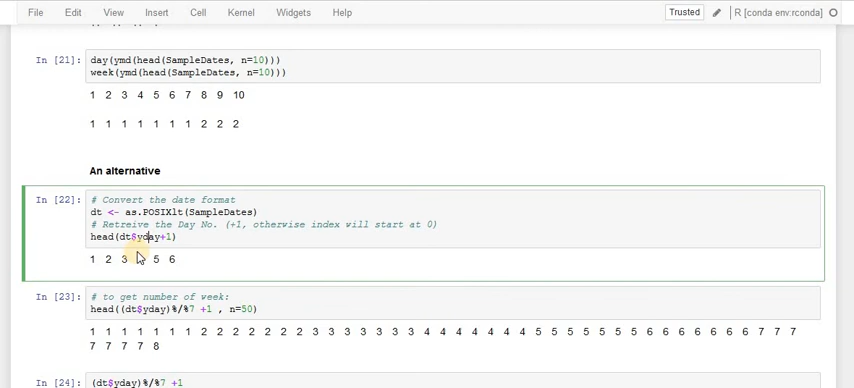 File Edit View Insert Cell Kernel Widgets Help Trusted R [conda env:rconda]
In [21]: day(ymd(head(SampleDates, n=10)))
week(ymd(head(SampleDates, n=10)))
1 2 3 4 5 6 7 8 9 10
1 1 1 1 1 1 1 2 2 2
An alternative
In [22]: # Convert the date format
dt <- as.POSIXlt(SampleDates)
# Retreive the Day No. (+1, otherwise index will start at 0)
head(dt$yday+1)
1 2 3 5 6
In [23]: # to get number of week:
head((dt$yday)%/%7 +1 , n=50)
1 1 1 1 1 1 1 2 2 2 2 2 2 2 3 3 3 3 3 3 3 4 4 4 4 4 4 4 5 5 5 5 5 5 5 6 6 6 6 6 6 6 7 7 7
7 7 7 7 8
In [24]: (dt$yday)%/%7 +1